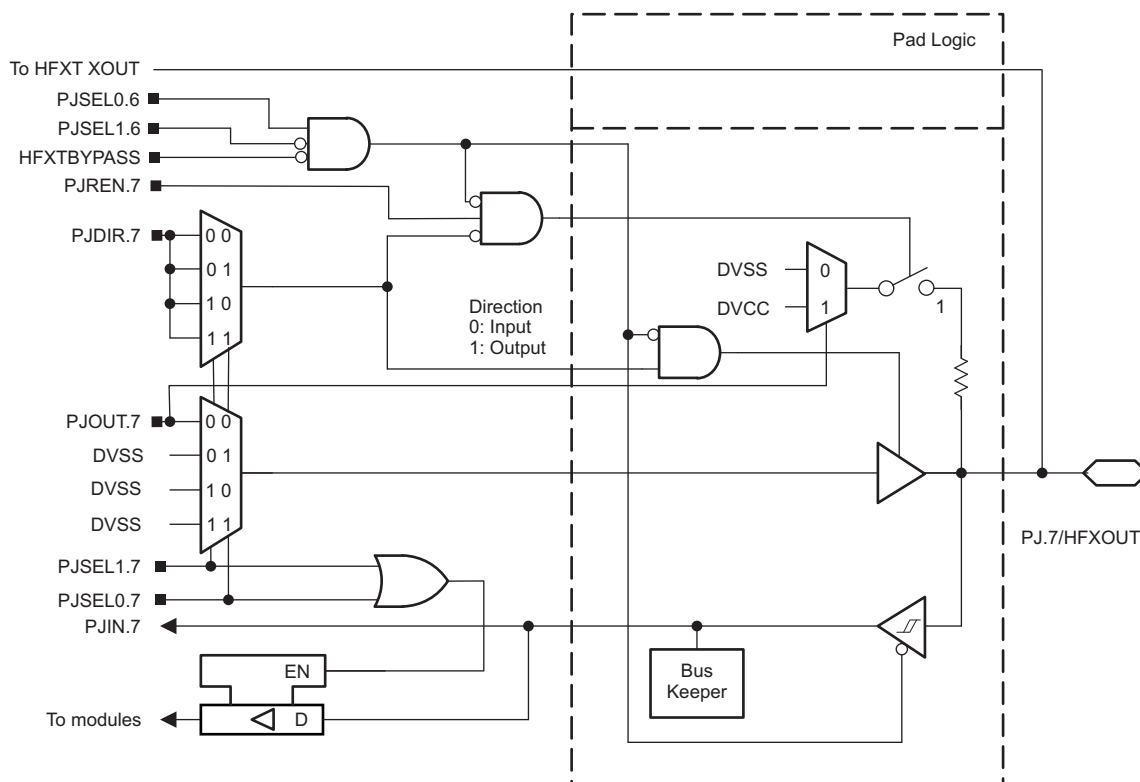 Pad Logic
To HFXT XOUT
PJSEL0.6
PJSEL1.6
HFXTBYPASS
PJREN.7
PJDIR.7
0 0
0 1
1 0
1 1
Direction
0: Input
1: Output
DVSS
0
DVCC
1
1
PJOUT.7
0 0
DVSS
0 1
DVSS
1 0
DVSS
1 1
PJ.7/HFXOUT
PJSEL1.7
PJSEL0.7
PJIN.7
Bus
Keeper
EN
To modules
D